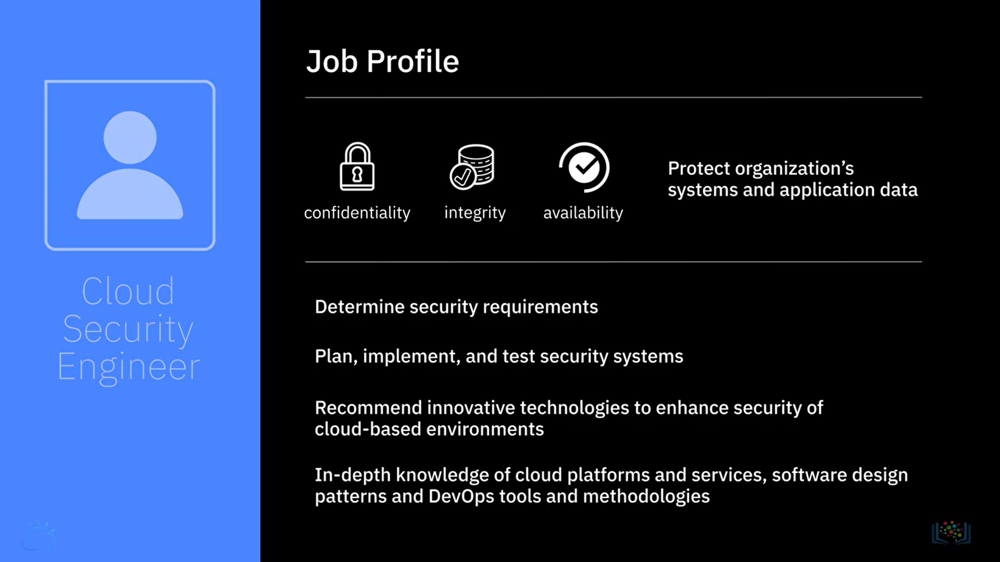 Cloud
Security
Engineer
Job Profile
confidentiality
integrity
availability
Protect organization’s
systems and application data
Determine security requirements
Plan, implement, and test security systems
Recommend innovative technologies to enhance security of
cloud-based environments
In-depth knowledge of cloud platforms and services, software design
patterns and DevOps tools and methodologies